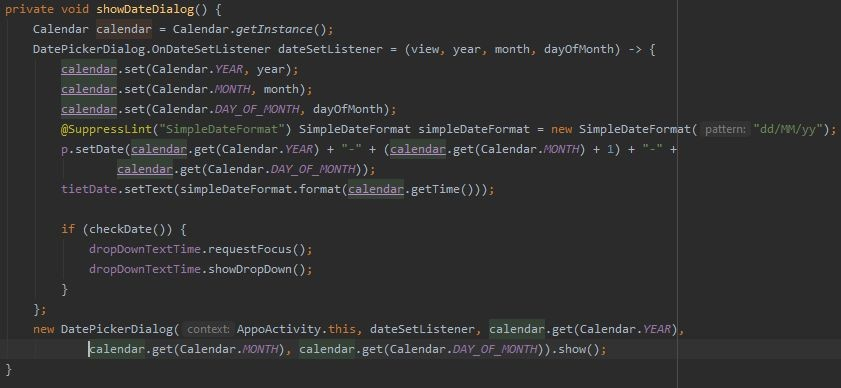 private void showDateDialog() {
Calendar calendar = Calendar.getInstance();
DatePickerDialog.OnDateSetListener dateSetListener = (view, year, month, dayOfMonth) -> {
calendar.set(Calendar.YEAR, year);
calendar.set(Calendar.MONTH, month);
calendar.set(Calendar.DAY_OF_MONTH, dayOfMonth);
@SuppressLint("SimpleDateFormat") SimpleDateFormat simpleDateFormat = new SimpleDateFormat( pattern: "dd/MM/yy");
p.setDate(calendar.get(Calendar.YEAR) + "-" + (calendar.get(Calendar.MONTH) + 1) + "-" +
calendar.get(Calendar.DAY_OF_MONTH));
tietDate.setText(simpleDateFormat.format(calendar.getTime()));
if (checkDate()) {
dropDownTextTime.requestFocus();
dropDownTextTime.showDropDown();
}
};
new DatePickerDialog( context: AppoActivity.this, dateSetListener, calendar.get(Calendar.YEAR),
calendar.get(Calendar.MONTH), calendar.get(Calendar.DAY_OF_MONTH)).show();
}